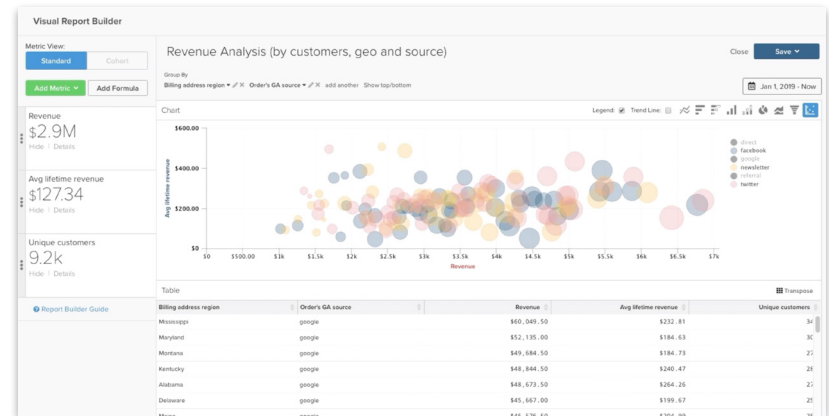 Visual Report Builder
Metric View:
Standard Cohort
Add Metric Add Formula
Revenue
$2.9M
Hide | Details
Avg lifetime revenue
$127.34
Hide | Details
Unique customers
9.2k
Hide | Details
Report Builder Guide
Revenue Analysis (by customers, geo and source)
Close Save
Group By
Billing address region Order's GA source add another Show top/bottom
Jan 1, 2019 - Now
Chart Legend: Trend Line:
$600.00
$400.00
$200.00
$0
Avg lifetime revenue
$0 $500.00 $1k $1.5k $2k $2.5k $3k $3.5k $4k $4.5k $5k $5.5k $6k $6.5k $7k
Revenue
direct
facebook
google
newsletter
referral
twitter
Table Transpose
Billing address region Order's GA source Revenue Avg lifetime revenue Unique customers
Mississippi google $60,049.50 $232.81 34
Maryland google $52,135.00 $184.63 30
Montana google $49,684.50 $184.73 27
Kentucky google $48,844.50 $240.47 28
Alabama google $48,673.50 $264.26 27
Delaware google $45,667.00 $199.67 25